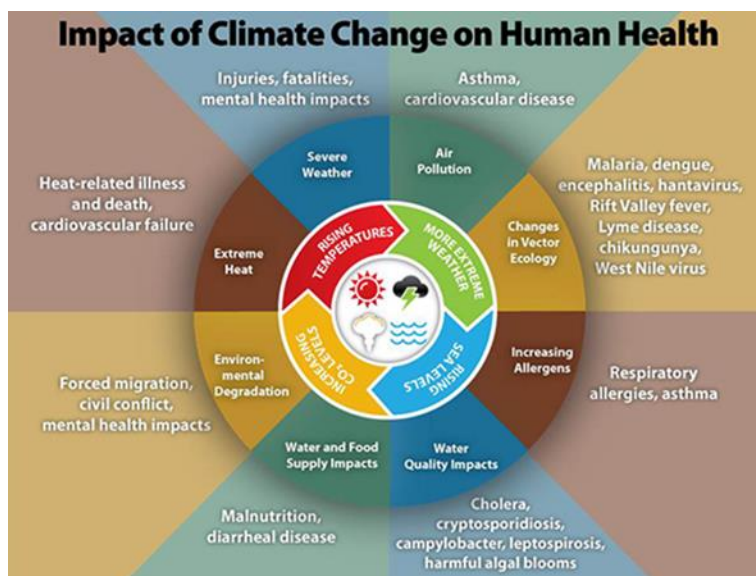 Impact of Climate Change on Human Health
Injuries, fatalities,
mental health impacts
Asthma,
cardiovascular disease
Severe
Weather
Air
Pollution
Heat-related illness
and death,
cardiovascular failure
Malaria, dengue,
encephalitis, hantavirus,
Rift Valley fever,
Lyme disease,
chikungunya,
West Nile virus
Extreme
Heat
Changes
in Vector
Ecology
RISING
TEMPERATURES
MORE EXTREME
WEATHER
INCREASING
CO₂ LEVELS
RISING
SEA LEVELS
Environ-
mental
Degradation
Increasing
Allergens
Forced migration,
civil conflict,
mental health impacts
Respiratory
allergies, asthma
Water and Food
Supply Impacts
Water
Quality Impacts
Malnutrition,
diarrheal disease
Cholera,
cryptosporidiosis,
campylobacter, leptospirosis,
harmful algal blooms